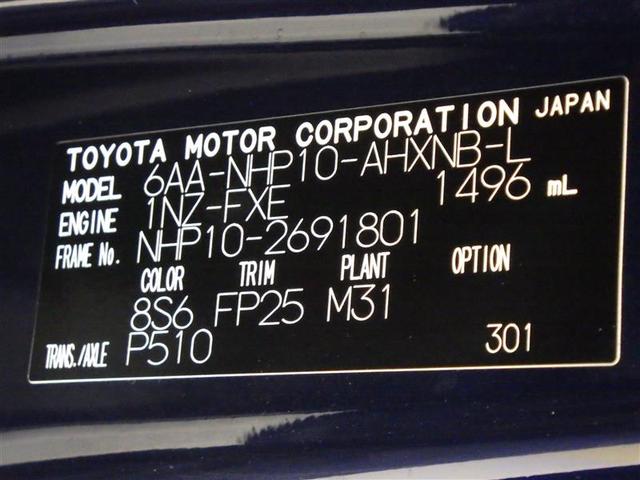 TOYOTA MOTOR CORPORATION JAPAN
MODEL 6AA-NHP10-AHXNB-L
ENGINE 1NZ-FXE 1496 mL
FRAME No. NHP10-2691801
COLOR TRIM PLANT OPTION
8S6 FP25 M31
TRANS./AXLE P510 301